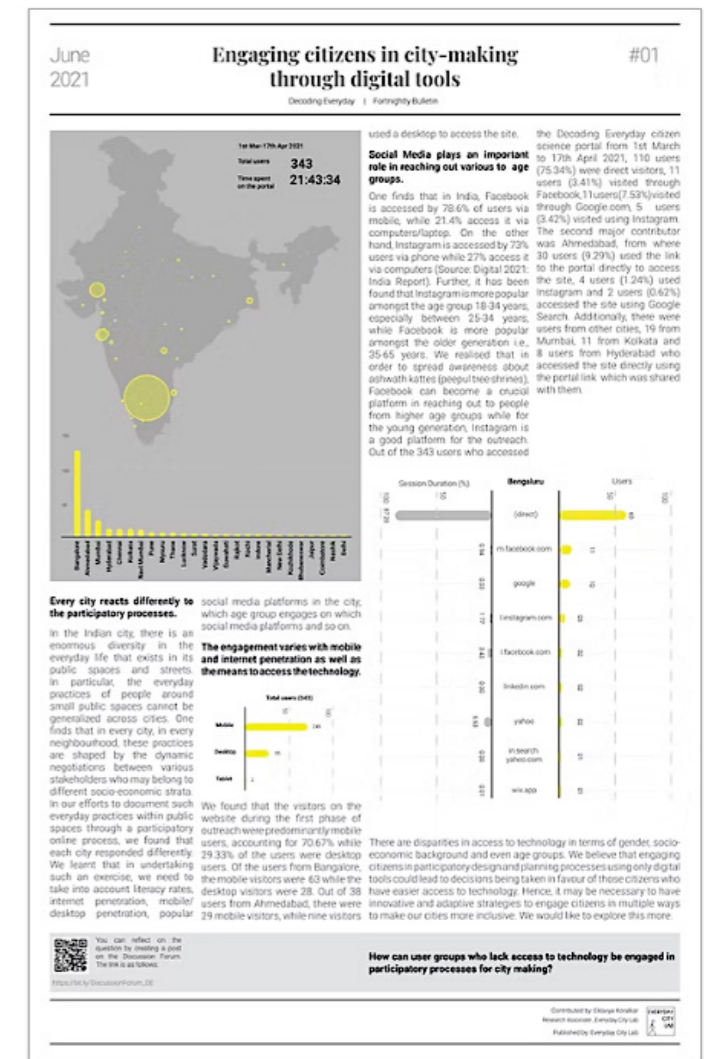 June
2021
Engaging citizens in city-making
through digital tools
Decoding Everyday | Fortnightly Bulletin
#01
1st Mar-17th Apr 2021
Total users 343
Time spent
on the portal 21:43:34
Bangalore
Ahmedabad
Mumbai
Hyderabad
Chennai
Kolkata
Navi Mumbai
Pune
Mysuru
Thane
Lucknow
Surat
Vadodara
Vijayawada
Guwahati
Rajkot
Kochi
Indore
Mancherial
New Delhi
Kozhikode
Bhubaneswar
Jaipur
Coimbatore
Nashik
Delhi
Every city reacts differently to
the participatory processes.
In the Indian city, there is an
enormous diversity in the
everyday life that exists in its
public spaces and streets.
In particular, the everyday
practices of people around
small public spaces cannot be
generalized across cities. One
finds that in every city, in every
neighbourhood, these practices
are shaped by the dynamic
negotiations between various
stakeholders who may belong to
different socio-economic strata.
In our efforts to document such
everyday practices within public
spaces through a participatory
online process, we found that
each city responded differently.
We learnt that in undertaking
such an exercise, we need to
take into account literacy rates,
internet penetration, mobile/
desktop penetration, popular
social media platforms in the city,
which age group engages on which
social media platforms and so on.
The engagement varies with mobile
and internet penetration as well as
the means to access the technology.
Total users (343)
50
100
Mobile
Desktop
Tablet
We found that the visitors on the
website during the first phase of
outreach were predominantly mobile
users, accounting for 70.67% while
29.33% of the users were desktop
users. Of the users from Bangalore,
the mobile visitors were 63 while the
desktop visitors were 28. Out of 38
users from Ahmedabad, there were
29 mobile visitors, while nine visitors
used a desktop to access the site.
Social Media plays an important
role in reaching out various to age
groups.
One finds that in India, Facebook
is accessed by 78.6% of users via
mobile, while 21.4% access it via
computers/laptop. On the other
hand, Instagram is accessed by 73%
users via phone while 27% access it
via computers (Source: Digital 2021:
India Report). Further, it has been
found that Instagram is more popular
amongst the age group 18-34 years,
especially between 25-34 years,
while Facebook is more popular
amongst the older generation i.e.,
35-65 years. We realised that in
order to spread awareness about
ashwath kattes (peepul tree shrines),
Facebook can become a crucial
platform in reaching out to people
from higher age groups while for
the young generation, Instagram is
a good platform for the outreach.
Out of the 343 users who accessed
the Decoding Everyday citizen
science portal from 1st March
to 17th April 2021, 110 users
(75.34%) were direct visitors, 11
users (3.41%) visited through
Facebook, 11 users (7.53%) visited
through Google.com, 5 users
(3.42%) visited using Instagram.
The second major contributor
was Ahmedabad, from where
30 users (9.29%) used the link
to the portal directly to access
the site, 4 users (1.24%) used
Instagram and 2 users (0.62%)
accessed the site using Google
Search. Additionally, there were
users from other cities, 19 from
Mumbai, 11 from Kolkata and
8 users from Hyderabad who
accessed the site directly using
the portal link which was shared
with them.
Session Duration (%) Bengaluru Users
100 50 50 100
(direct)
m.facebook.com
google
l.instagram.com
l.facebook.com
linkedin.com
yahoo
in.search
yahoo.com
wix.app
There are disparities in access to technology in terms of gender, socio-
economic background and even age groups. We believe that engaging
citizens in participatory design and planning processes using only digital
tools could lead to decisions being taken in favour of those citizens who
have easier access to technology. Hence, it may be necessary to have
innovative and adaptive strategies to engage citizens in multiple ways
to make our cities more inclusive. We would like to explore this more.
You can reflect on the
question by creating a post
on the Discussion Forum.
The link is as follows:
https://bit.ly/DiscussionForum_DE
How can user groups who lack access to technology be engaged in
participatory processes for city making?
Contributed by: Eklavya
Research Associate, Everyday City Lab
Published by: Everyday City Lab
EVERYDAY
CITY
LAB